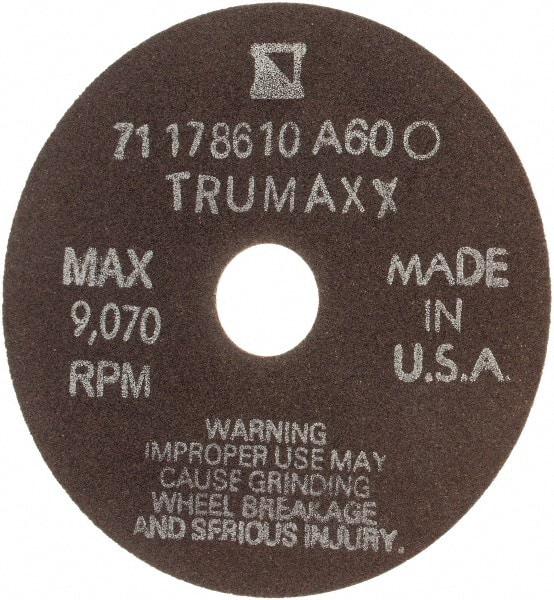 71 178610 A60 O
TRUMAXX
MAX
9,070
RPM
MADE
IN
U.S.A.
WARNING
IMPROPER USE MAY
CAUSE GRINDING
WHEEL BREAKAGE
AND SERIOUS INJURY.